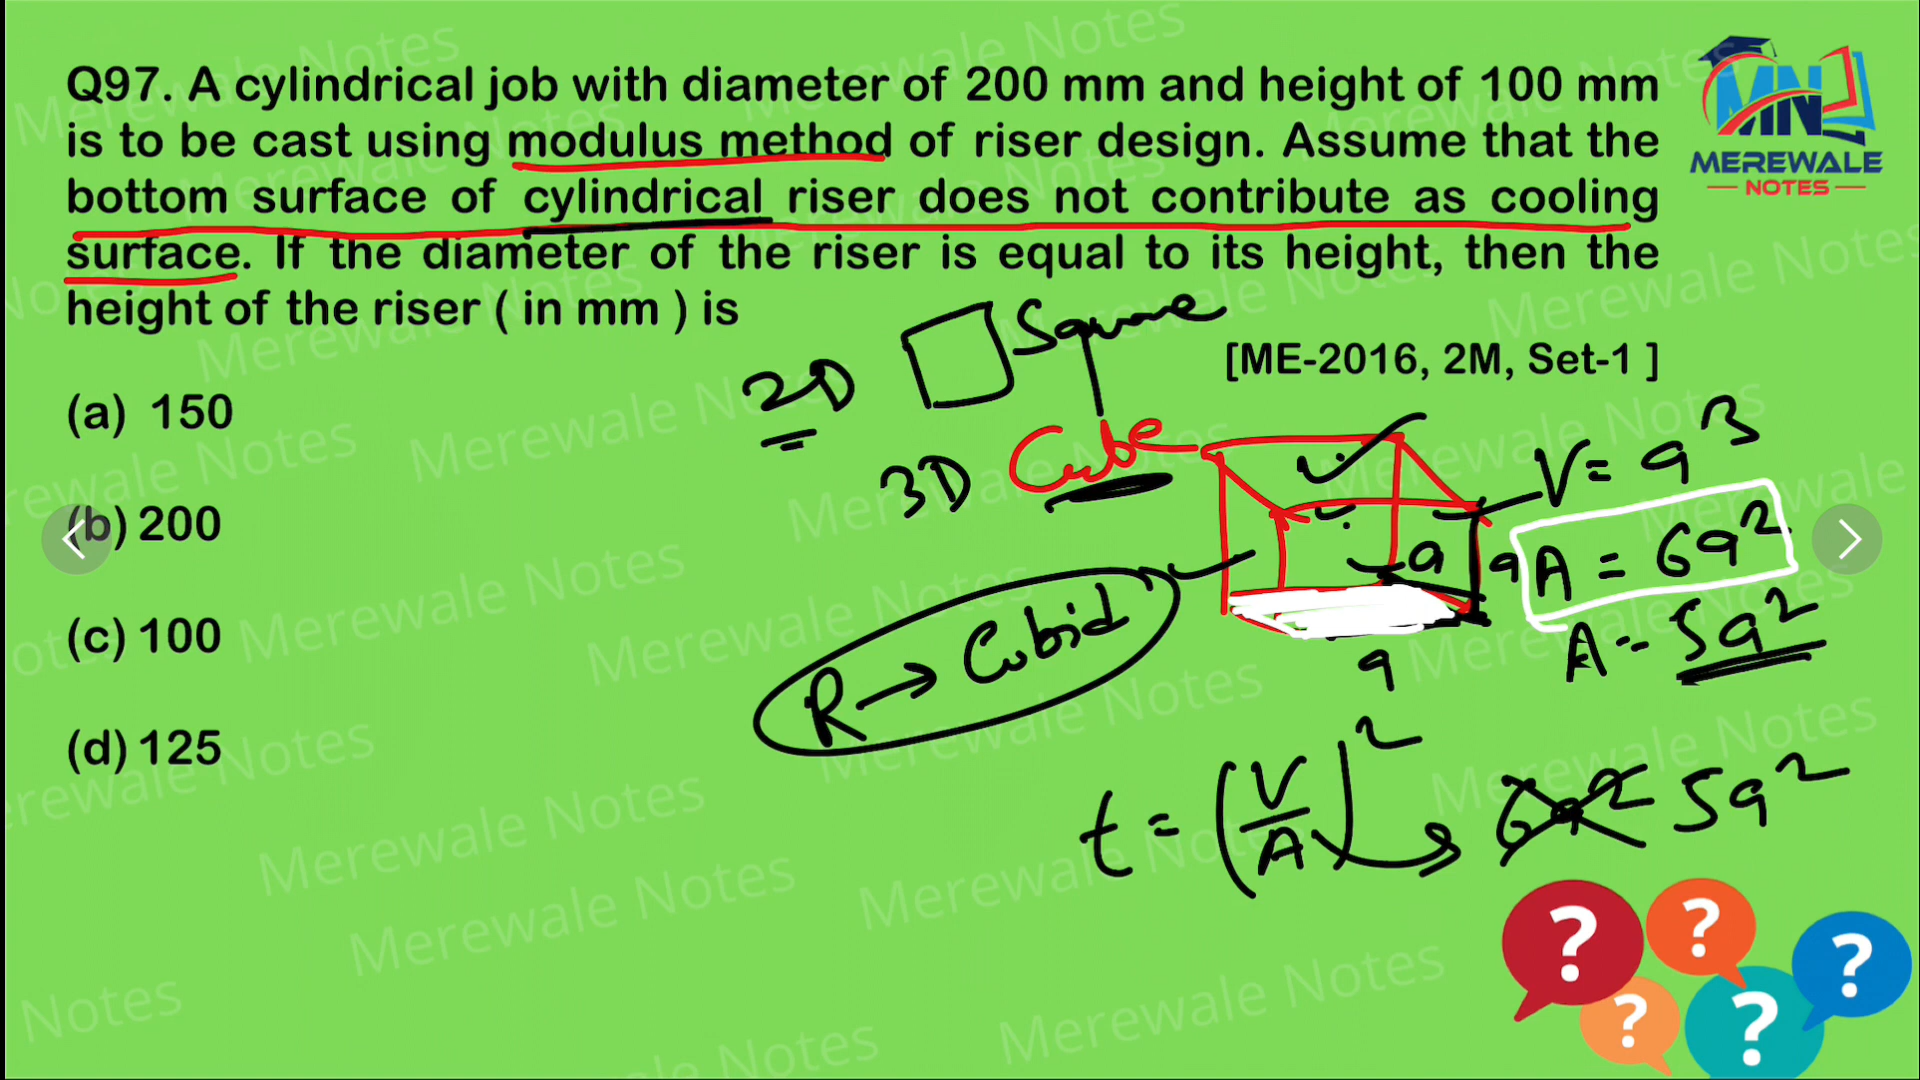 Q97. A cylindrical job with diameter of 200 mm and height of 100 mm
is to be cast using modulus method of riser design. Assume that the
bottom surface of cylindrical riser does not contribute as cooling
surface. If the diameter of the riser is equal to its height, then the
height of the riser ( in mm ) is
[ME-2016, 2M, Set-1 ]
(a) 150
(b) 200
(c) 100
(d) 125
MEREWALE
NOTES
2D
Square
3D Cube
V = a³
A = 6a²
A = 5a²
a
a
a
R → Cubid
t = (V/A)²
6a² 5a²
Merewale Notes
? ? ? ? ?